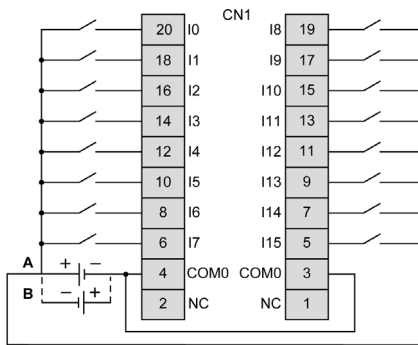 CN1
20 I0 I8 19
18 I1 I9 17
16 I2 I10 15
14 I3 I11 13
12 I4 I12 11
10 I5 I13 9
8 I6 I14 7
6 I7 I15 5
A + − 4 COM0 COM0 3
B − + 2 NC NC 1